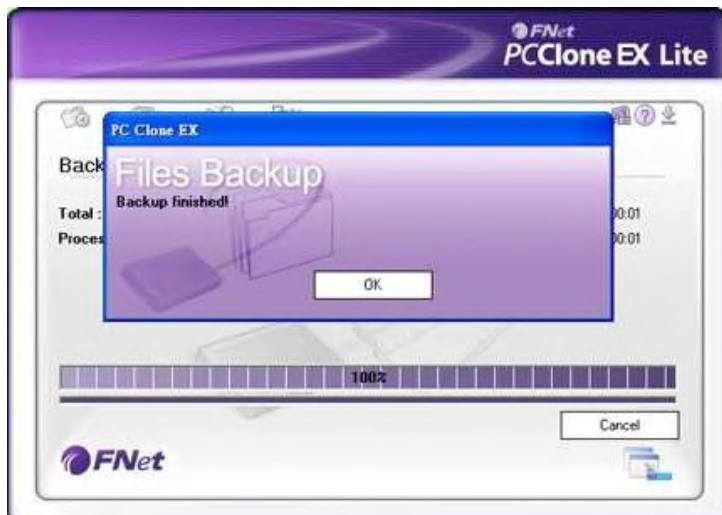 FNet
PCClone EX Lite
PC Clone EX
Files Backup
Back
Backup finished!
Total :
00:01
Proces
00:01
OK
100%
Cancel
FNet